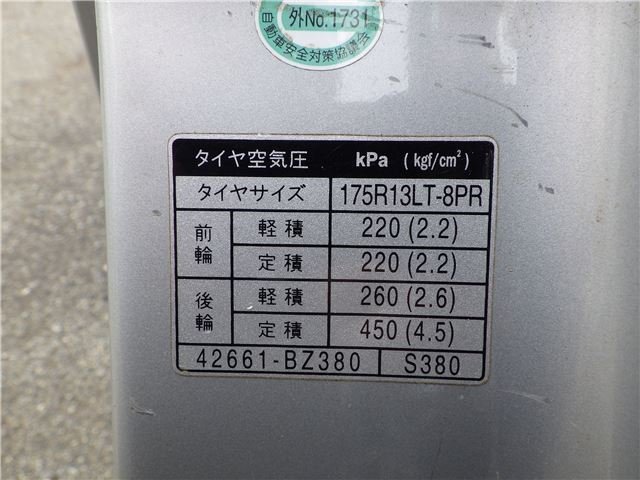 外No.1731
自動車安全対策協議会
タイヤ空気圧 kPa (kgf/cm²)
タイヤサイズ 175R13LT-8PR
前輪 軽積 220 (2.2)
定積 220 (2.2)
後輪 軽積 260 (2.6)
定積 450 (4.5)
42661-BZ380 S380